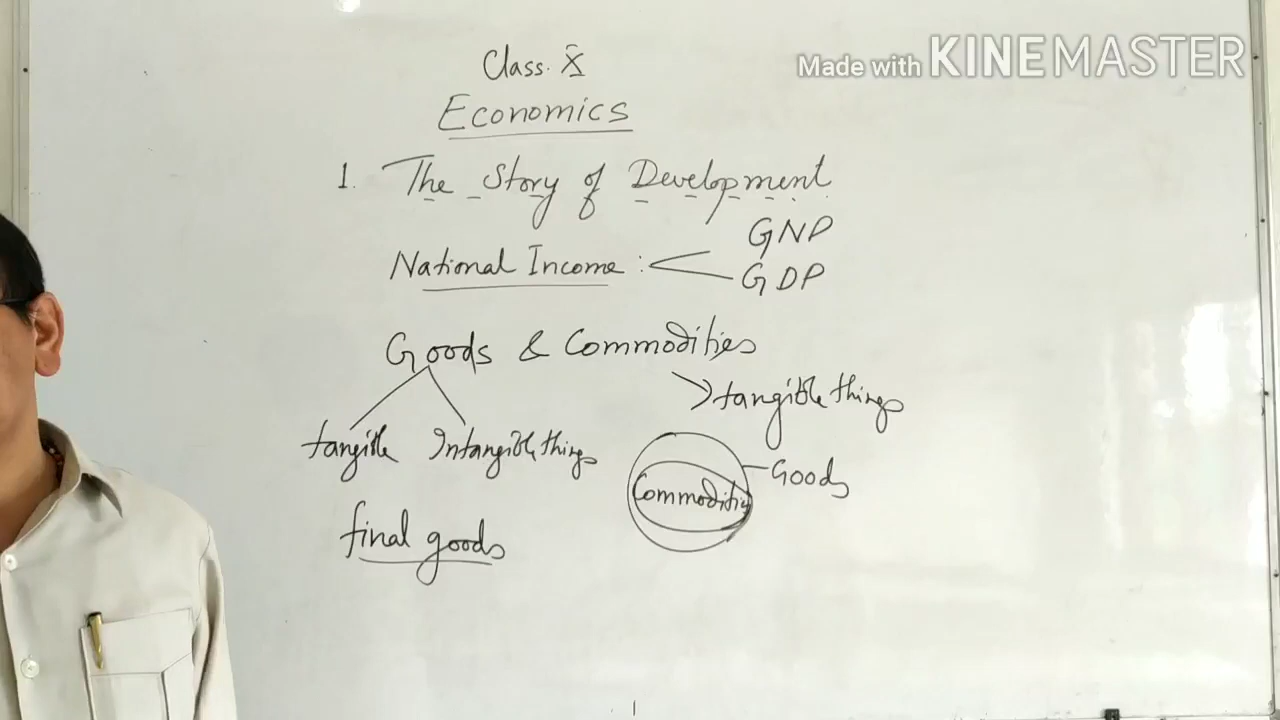 Class. X
Made with KINEMASTER
Economics
1. The Story of Development
GNP
National Income :
GDP
Goods & Commodities
tangible things
tangible Intangible things
Goods
Commodities
final goods